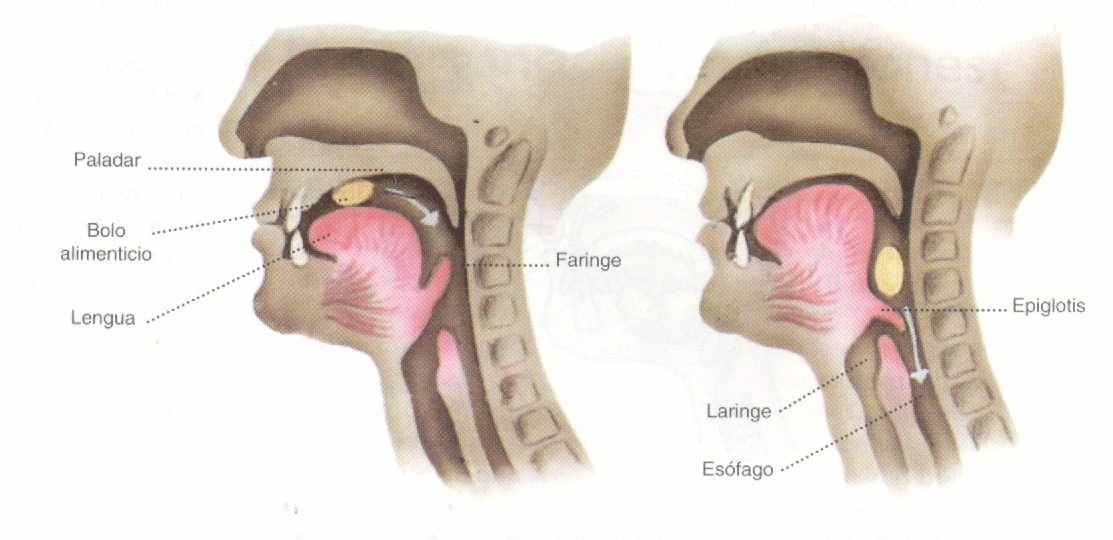 Paladar
Bolo
alimenticio
Lengua
Faringe
Epiglotis
Laringe
Esófago